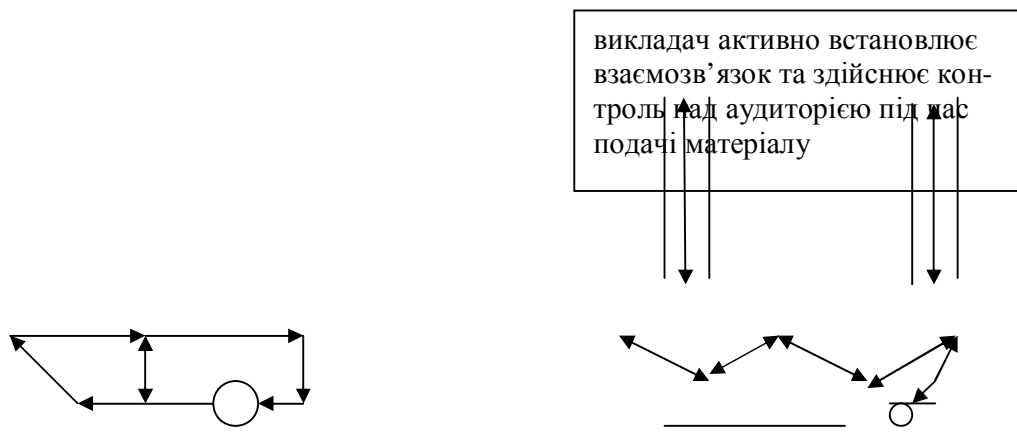 викладач активно встановлює
взаємозв’язок та здійснює кон-
троль над аудиторією під час
подачі матеріалу